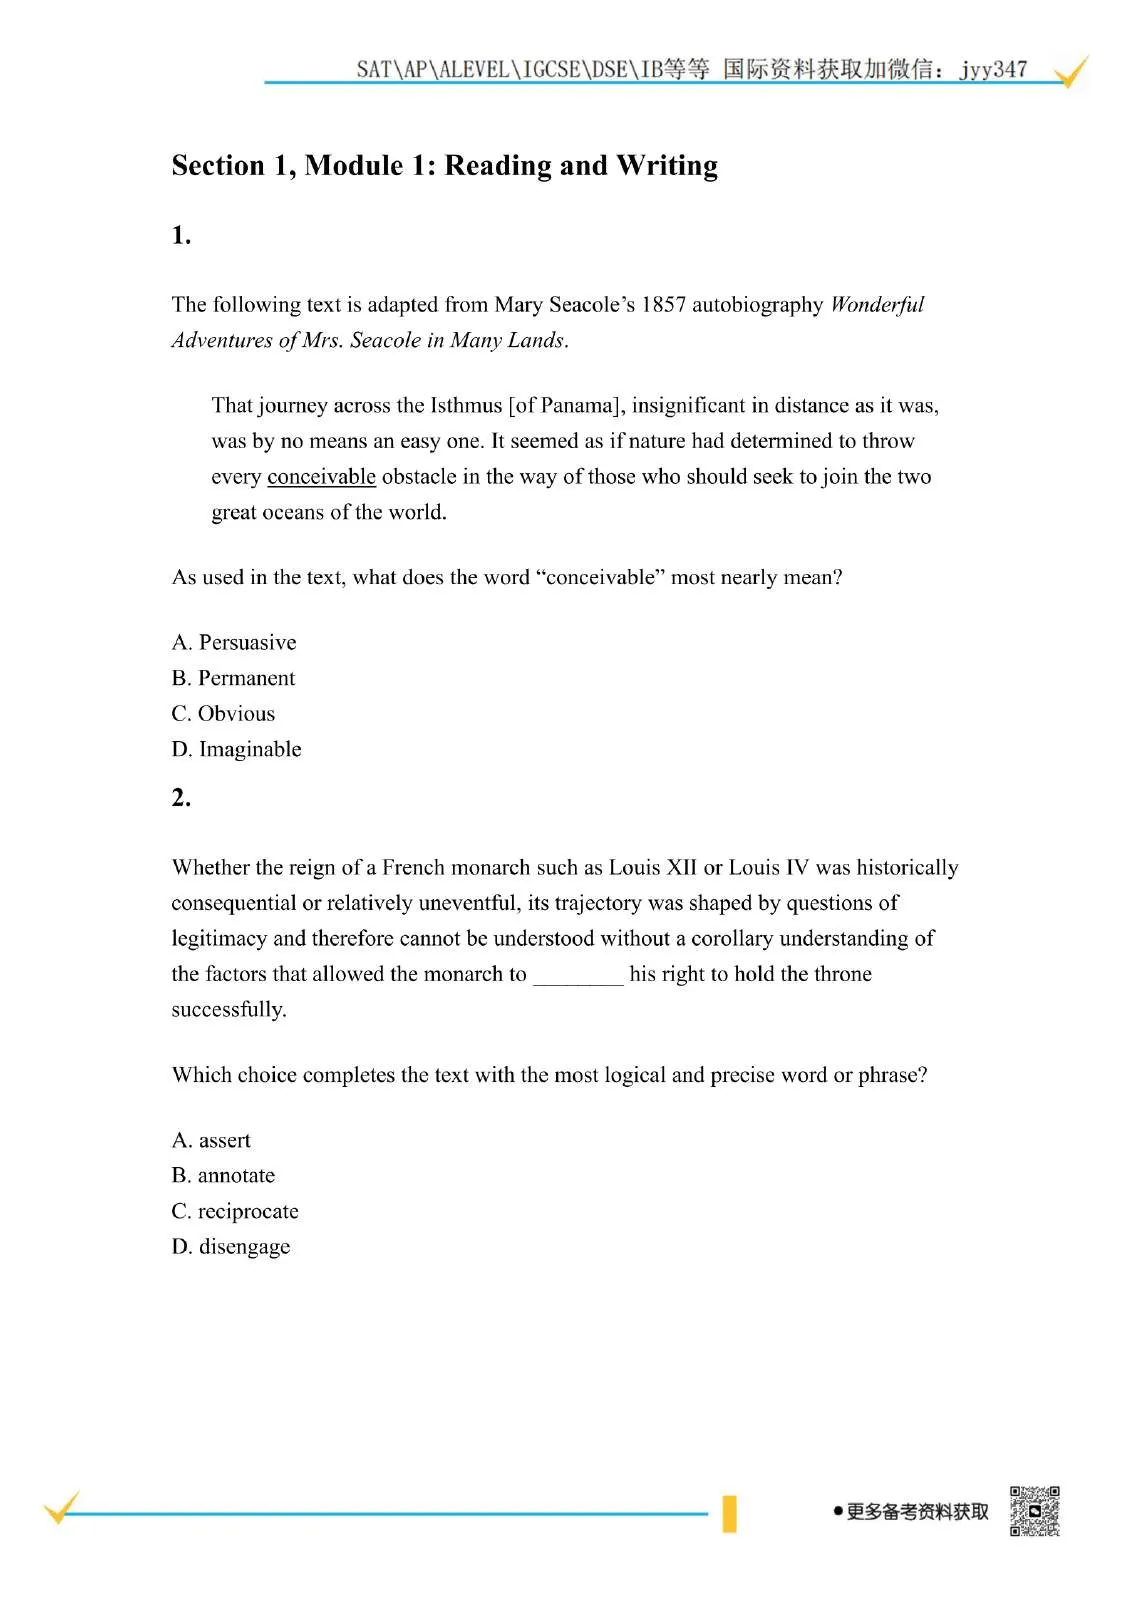 SAT\AP\ALEVEL\IGCSE\DSE\IB等等 国际资料获取加微信：jyy347
Section 1, Module 1: Reading and Writing
1.
The following text is adapted from Mary Seacole’s 1857 autobiography Wonderful
Adventures of Mrs. Seacole in Many Lands.
That journey across the Isthmus [of Panama], insignificant in distance as it was,
was by no means an easy one. It seemed as if nature had determined to throw
every conceivable obstacle in the way of those who should seek to join the two
great oceans of the world.
As used in the text, what does the word “conceivable” most nearly mean?
A. Persuasive
B. Permanent
C. Obvious
D. Imaginable
2.
Whether the reign of a French monarch such as Louis XII or Louis IV was historically
consequential or relatively uneventful, its trajectory was shaped by questions of
legitimacy and therefore cannot be understood without a corollary understanding of
the factors that allowed the monarch to ________ his right to hold the throne
successfully.
Which choice completes the text with the most logical and precise word or phrase?
A. assert
B. annotate
C. reciprocate
D. disengage
●更多备考资料获取